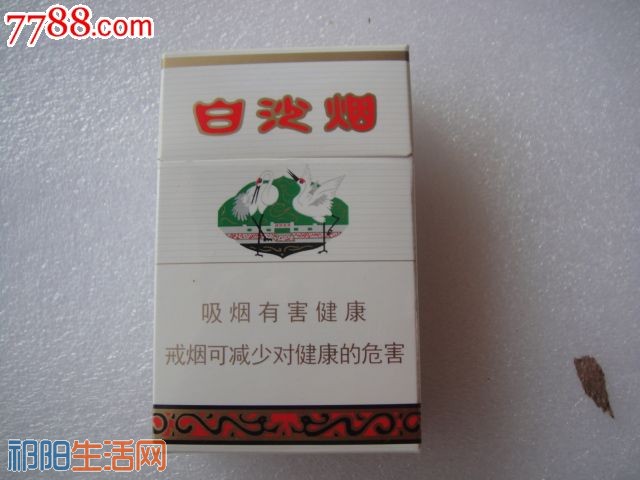 7788.com
白沙烟
吸烟有害健康
戒烟可减少对健康的危害
祁阳生活网